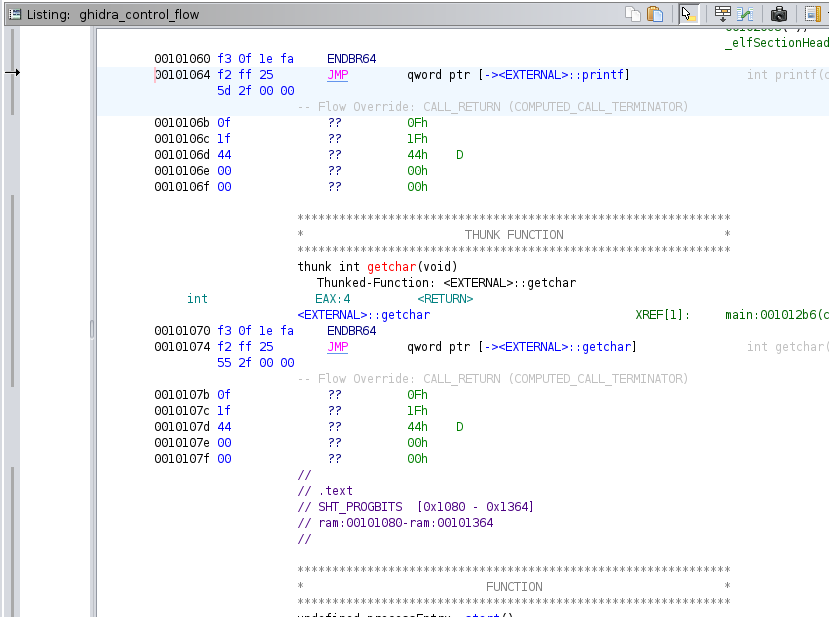 Listing: ghidra_control_flow
_elfSectionHead
00101060 f3 0f 1e fa ENDBR64
00101064 f2 ff 25 JMP qword ptr [-><EXTERNAL>::printf] int printf(c
5d 2f 00 00
-- Flow Override: CALL_RETURN (COMPUTED_CALL_TERMINATOR)
0010106b 0f ?? 0Fh
0010106c 1f ?? 1Fh
0010106d 44 ?? 44h D
0010106e 00 ?? 00h
0010106f 00 ?? 00h
**************************************************************
* THUNK FUNCTION *
**************************************************************
thunk int getchar(void)
Thunked-Function: <EXTERNAL>::getchar
int EAX:4 <RETURN>
<EXTERNAL>::getchar XREF[1]: main:001012b6(c
00101070 f3 0f 1e fa ENDBR64
00101074 f2 ff 25 JMP qword ptr [-><EXTERNAL>::getchar] int getchar(
55 2f 00 00
-- Flow Override: CALL_RETURN (COMPUTED_CALL_TERMINATOR)
0010107b 0f ?? 0Fh
0010107c 1f ?? 1Fh
0010107d 44 ?? 44h D
0010107e 00 ?? 00h
0010107f 00 ?? 00h
//
// .text
// SHT_PROGBITS [0x1080 - 0x1364]
// ram:00101080-ram:00101364
//
**************************************************************
* FUNCTION *
**************************************************************
undefined processEntry _start()